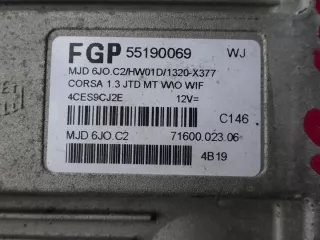 FGP 55190069 WJ
MJD 6JO.C2/HW01D/1320-X377
CORSA 1.3 JTD MT W\O WIF
4CES9CJ2E 12V=
C146
MJD 6JO.C2 71600.023.06
4B19